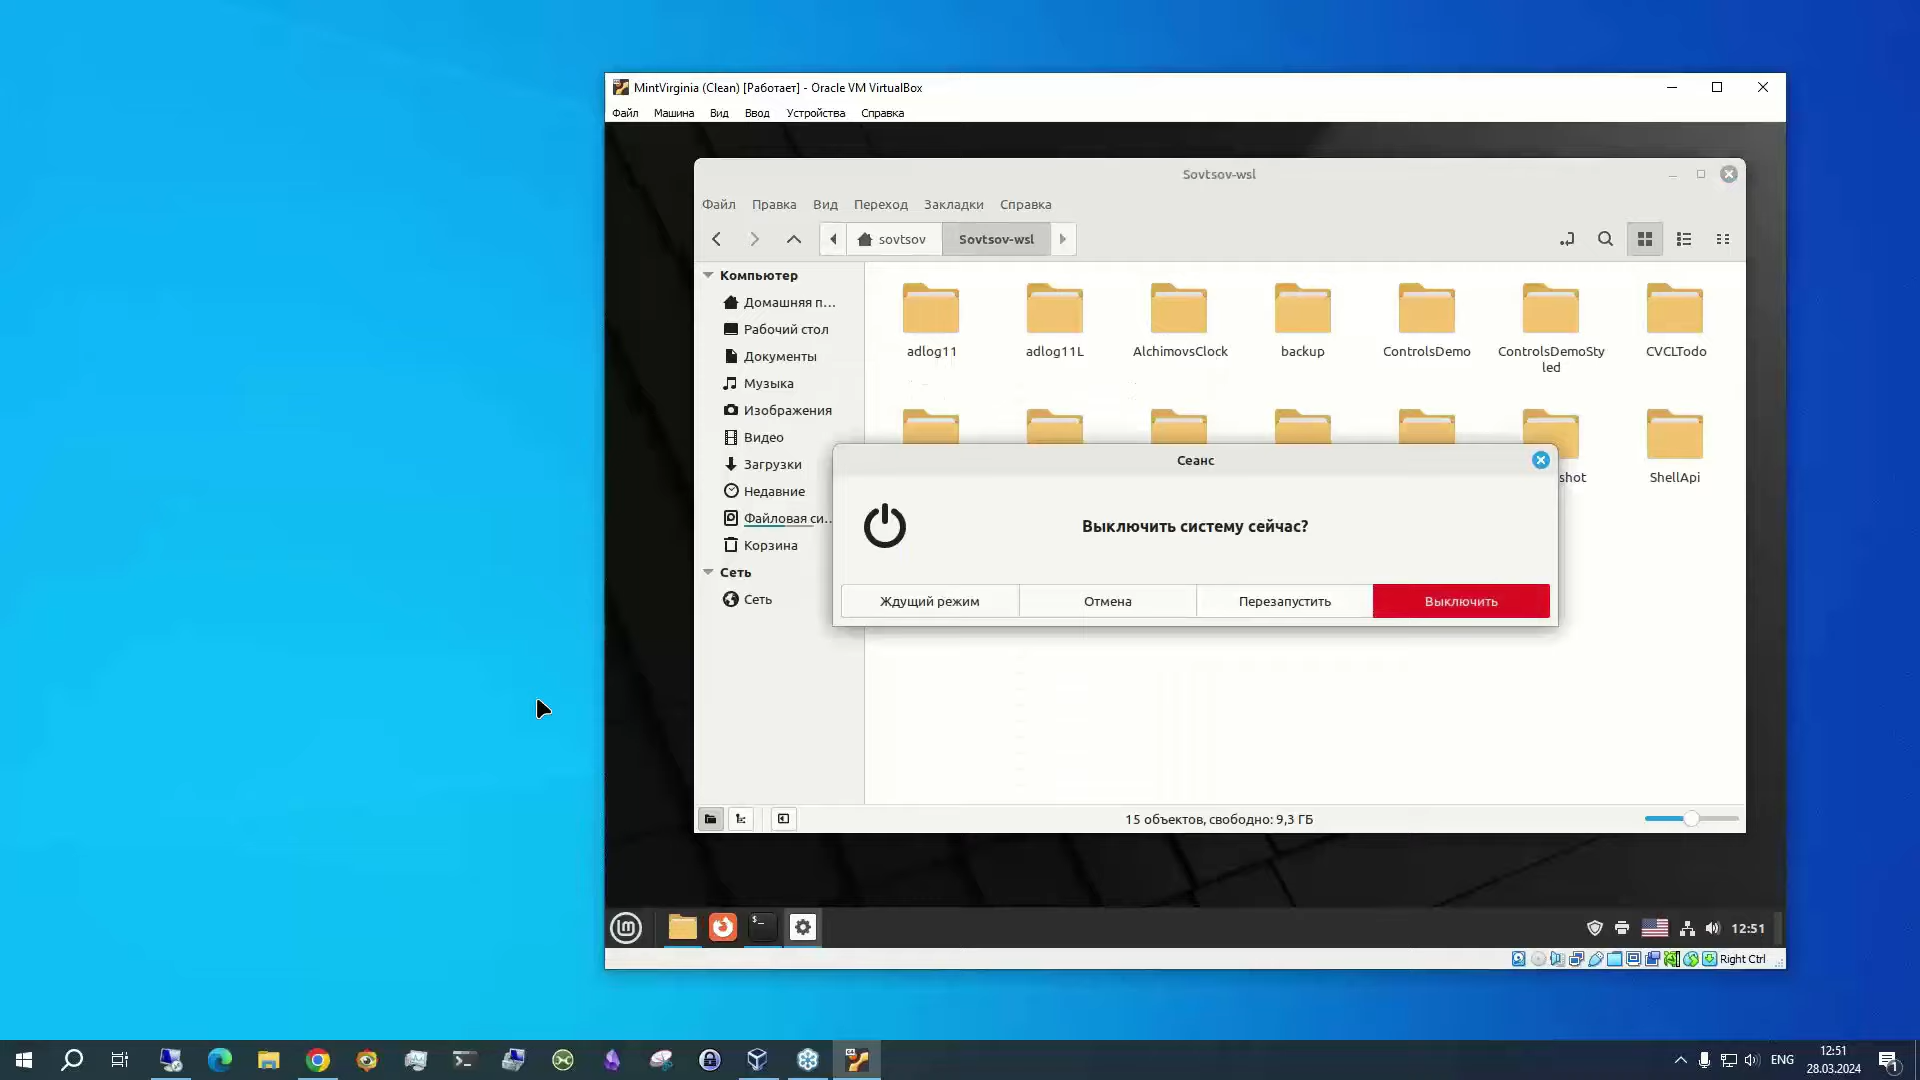 MintVirginia (Clean) [Работает] - Oracle VM VirtualBox
Файл Машина Вид Ввод Устройства Справка
Sovtsov-wsl
Файл Правка Вид Переход Закладки Справка
sovtsov Sovtsov-wsl
Компьютер
Домашняя п...
Рабочий стол
Документы
Музыка
Изображения
Видео
Загрузки
Недавние
Файловая си...
Корзина
Сеть
Сеть
adlog11 adlog11L AlchimovsClock backup ControlsDemo ControlsDemoSty CVCLTodo
led
shot ShellApi
Сеанс
Выключить систему сейчас?
Ждущий режим Отмена Перезапустить Выключить
15 объектов, свободно: 9,3 ГБ
12:51
Right Ctrl
ENG
12:51
28.03.2024
1